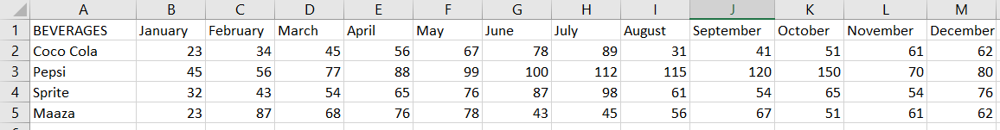 A B C D E F G H I J K L M
1 BEVERAGES January February March April May June July August September October November December
2 Coco Cola 23 34 45 56 67 78 89 31 41 51 61 62
3 Pepsi 45 56 77 88 99 100 112 115 120 150 70 80
4 Sprite 32 43 54 65 76 87 98 61 54 65 54 76
5 Maaza 23 87 68 76 78 43 45 56 67 51 61 62